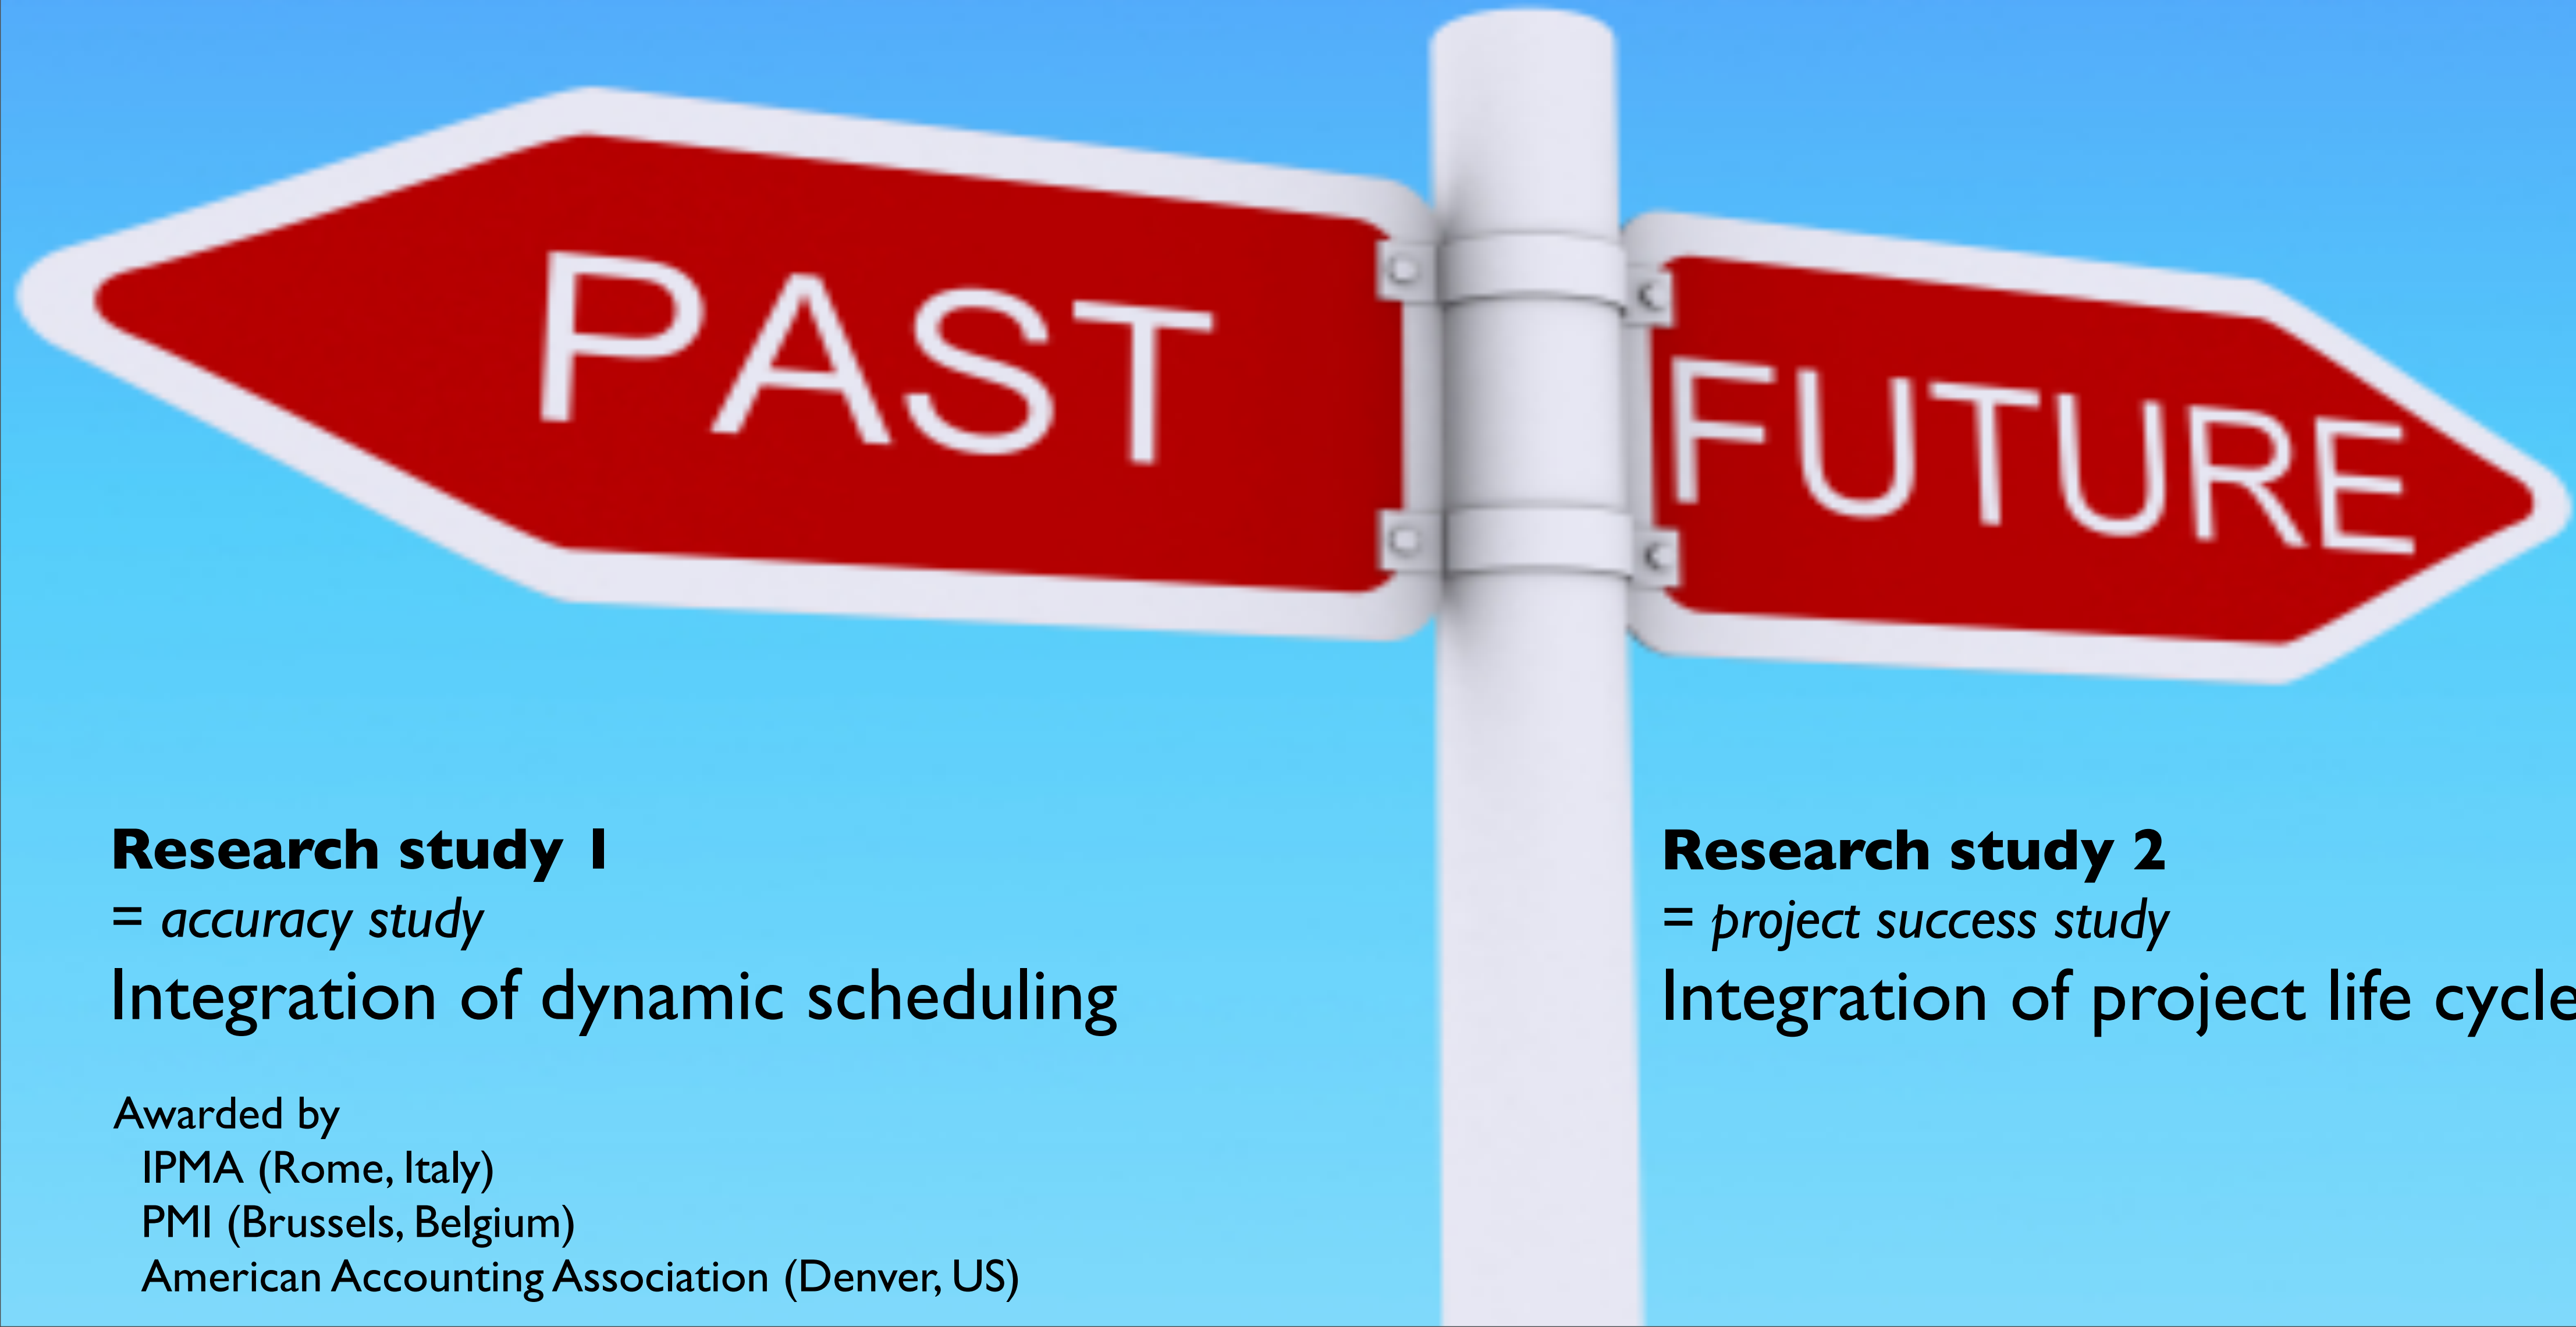 PAST
FUTURE
Research study 1
= accuracy study
Integration of dynamic scheduling
Awarded by
IPMA (Rome, Italy)
PMI (Brussels, Belgium)
American Accounting Association (Denver, US)
Research study 2
= project success study
Integration of project life cycle